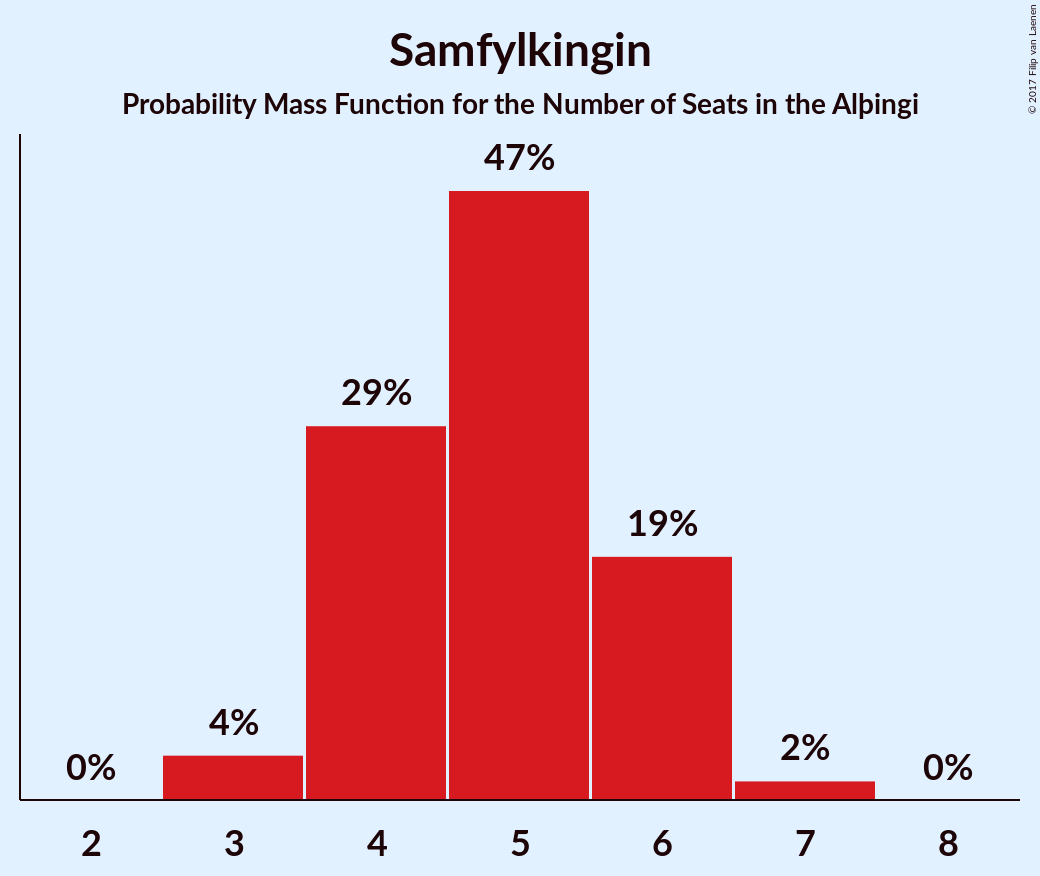 Samfylkingin
Probability Mass Function for the Number of Seats in the Alþingi
© 2017 Filip van Laenen
47%
29%
19%
4%
2%
0%
0%
2 3 4 5 6 7 8